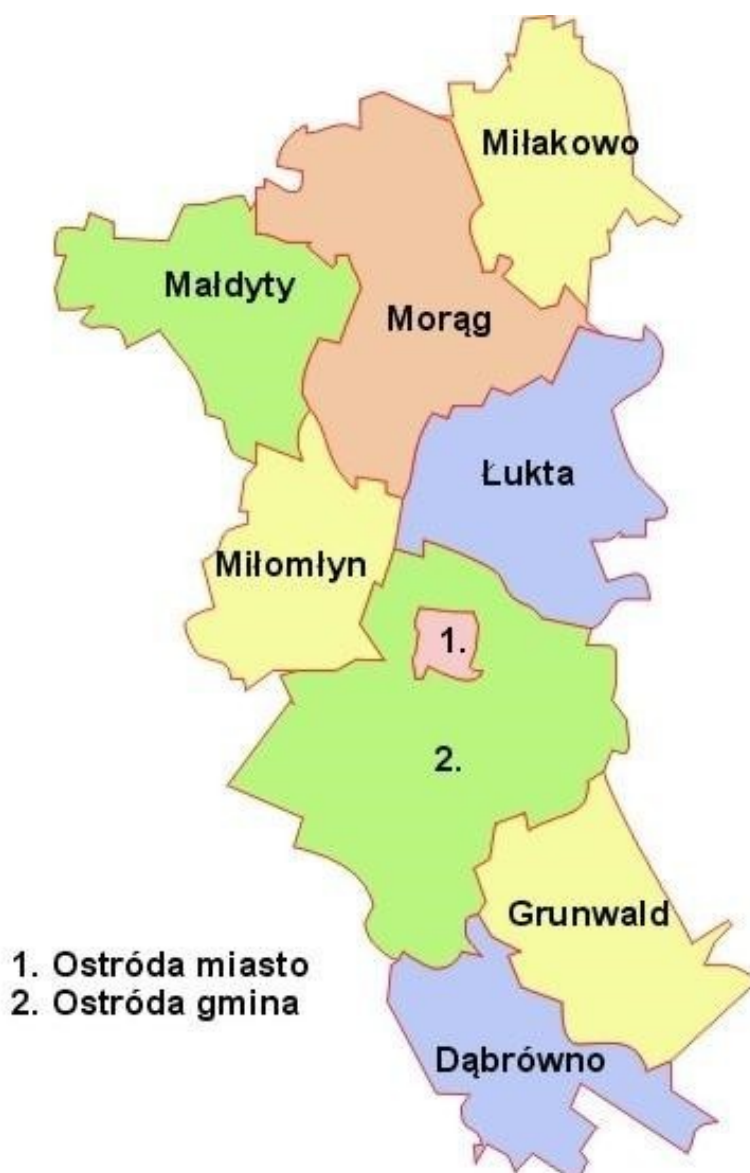 Miłakowo
Małdyty
Morąg
Łukta
Miłomłyn
1.
2.
Grunwald
1. Ostróda miasto
2. Ostróda gmina
Dąbrówno